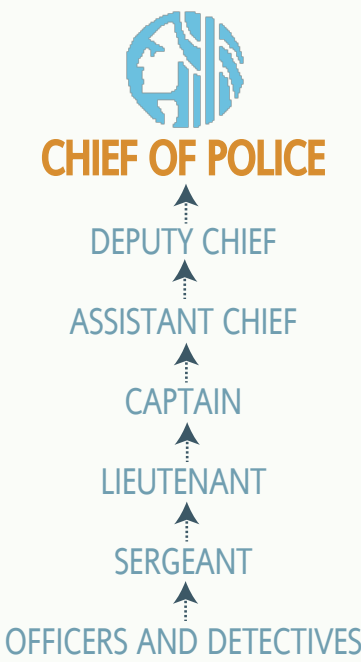 CHIEF OF POLICE
DEPUTY CHIEF
ASSISTANT CHIEF
CAPTAIN
LIEUTENANT
SERGEANT
OFFICERS AND DETECTIVES